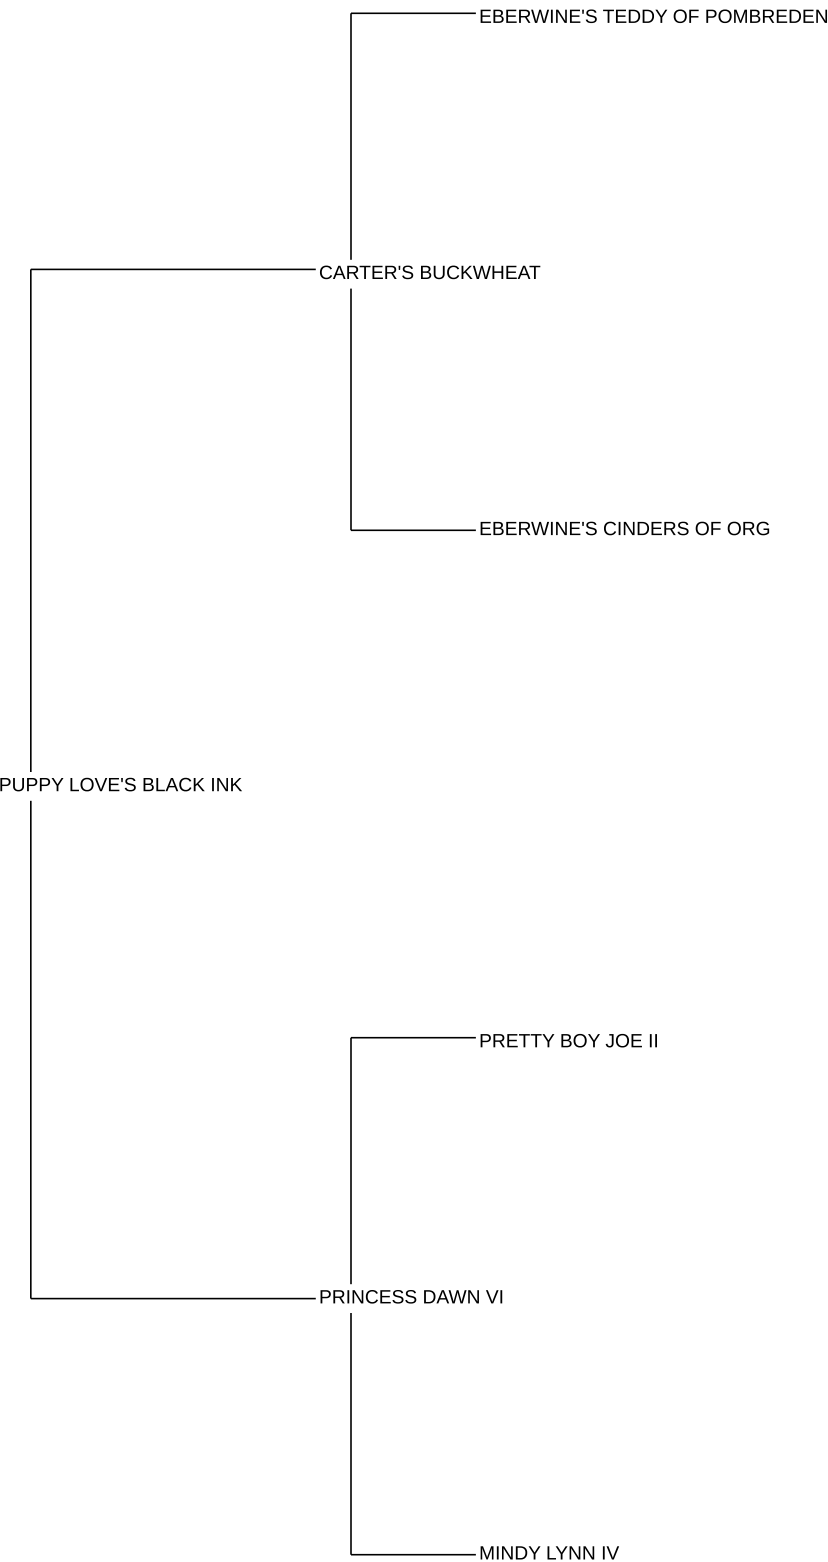 EBERWINE'S TEDDY OF POMBREDEN
CARTER'S BUCKWHEAT
EBERWINE'S CINDERS OF ORG
PUPPY LOVE'S BLACK INK
PRETTY BOY JOE II
PRINCESS DAWN VI
MINDY LYNN IV